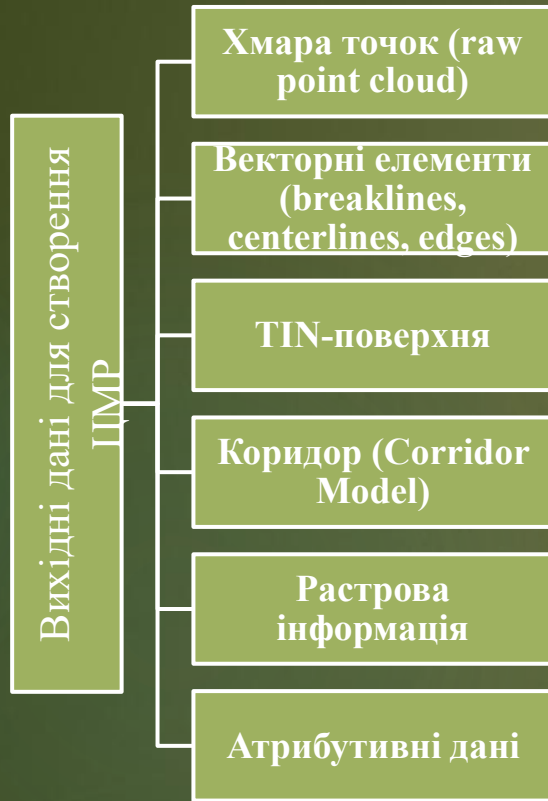 Вихідні дані для створення
ЦМР
Хмара точок (raw
point cloud)
Векторні елементи
(breaklines,
centerlines, edges)
TIN-поверхня
Коридор (Corridor
Model)
Растрова
інформація
Атрибутивні дані